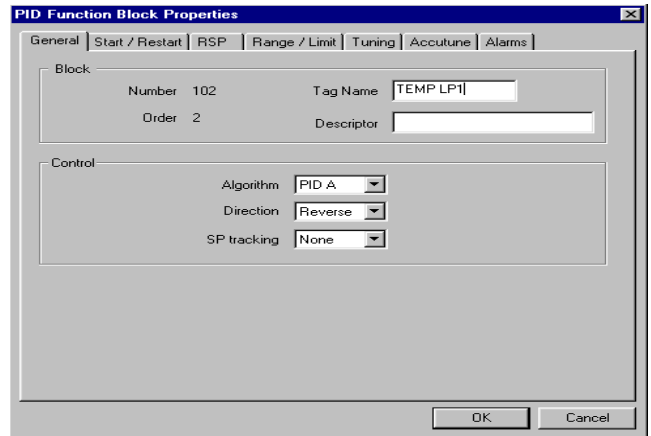 PID Function Block Properties
General Start / Restart RSP Range / Limit Tuning Accutune Alarms
Block
Number 102 Tag Name TEMP LP1
Order 2 Descriptor
Control
Algorithm PID A
Direction Reverse
SP tracking None
OK Cancel